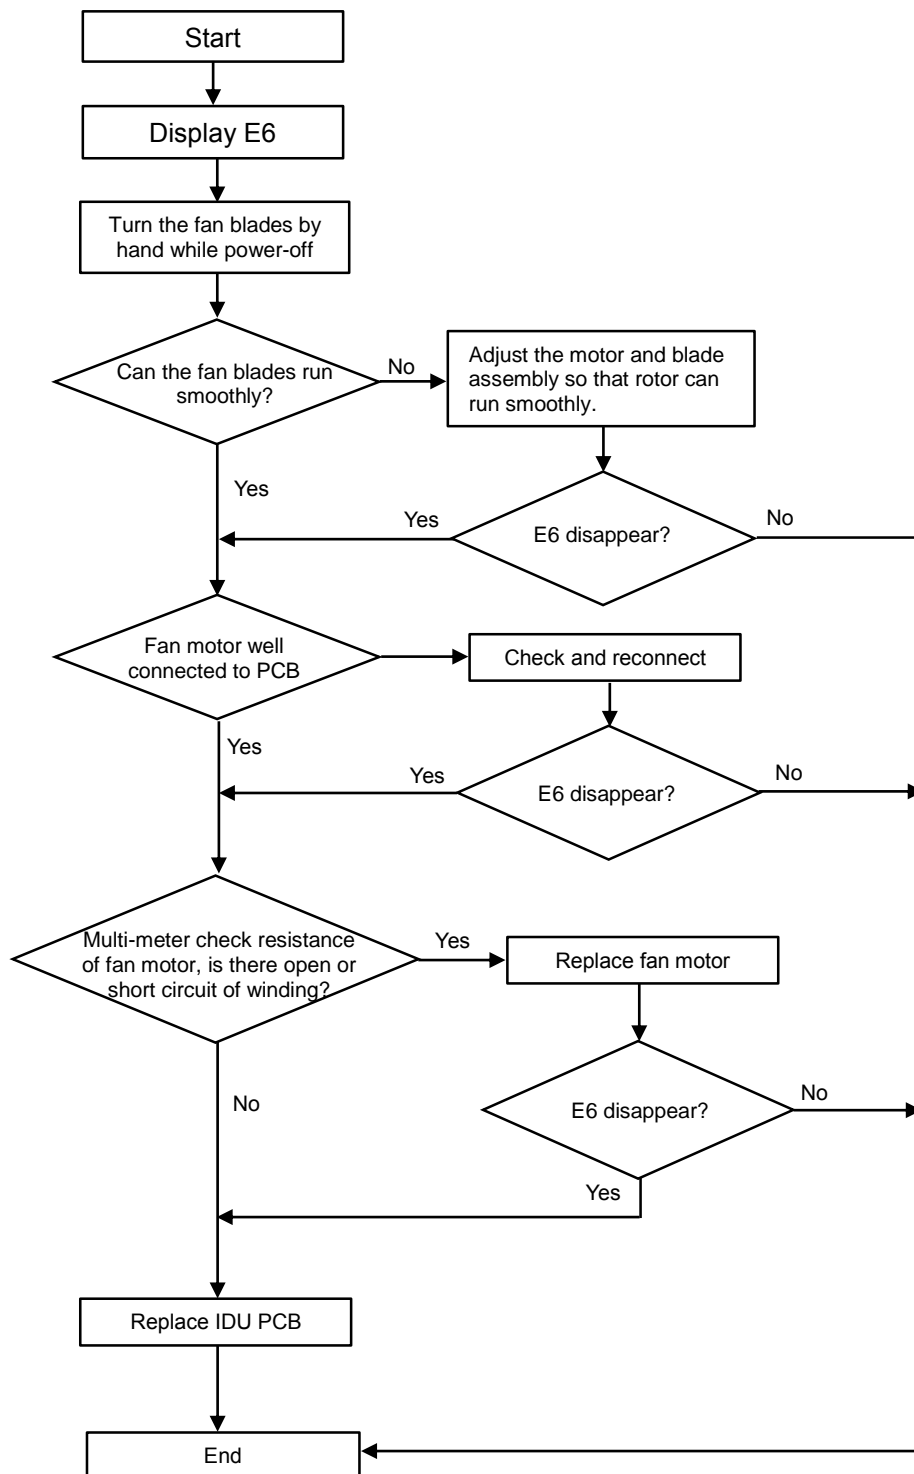 Start
Display E6
Turn the fan blades by
hand while power-off
Can the fan blades run
smoothly?
No
Adjust the motor and blade
assembly so that rotor can
run smoothly.
Yes
Yes
E6 disappear?
No
Fan motor well
connected to PCB
Check and reconnect
Yes
Yes
E6 disappear?
No
Multi-meter check resistance
of fan motor, is there open or
short circuit of winding?
Yes
Replace fan motor
No
E6 disappear?
No
Yes
Replace IDU PCB
End